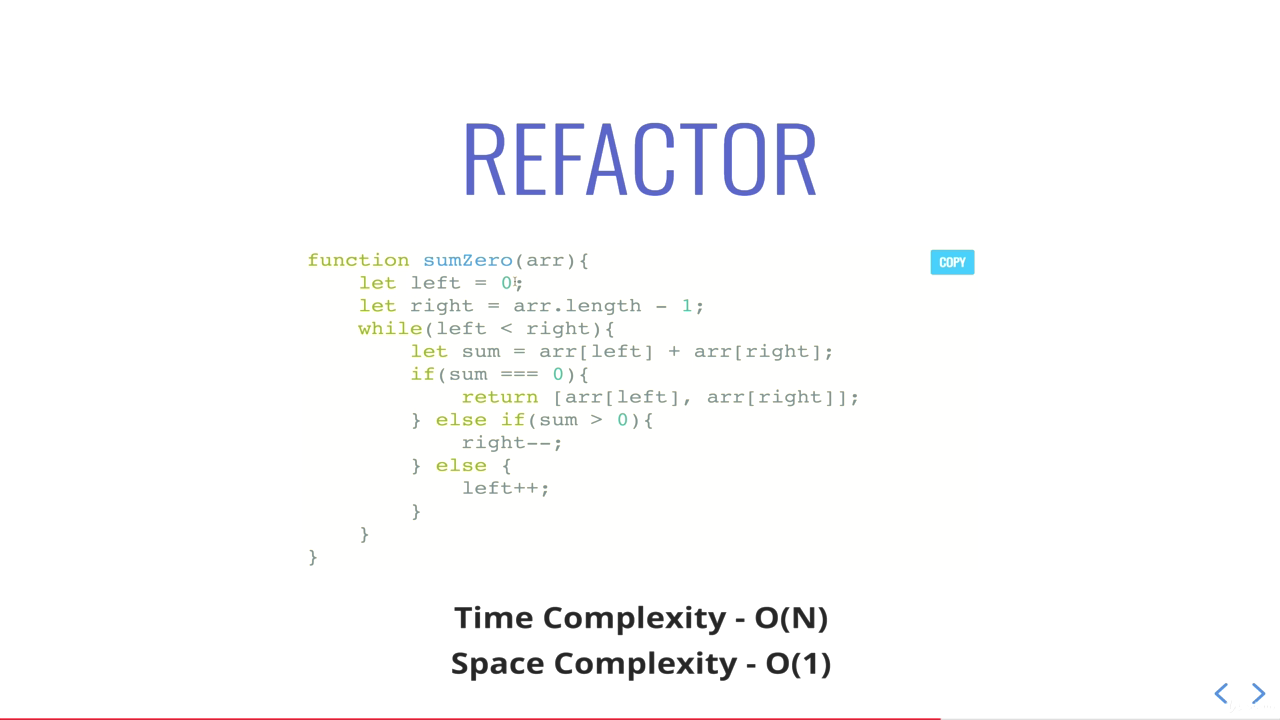 REFACTOR
function sumZero(arr){
COPY
    let left = 0;
    let right = arr.length - 1;
    while(left < right){
        let sum = arr[left] + arr[right];
        if(sum === 0){
            return [arr[left], arr[right]];
        } else if(sum > 0){
            right--;
        } else {
            left++;
        }
    }
}
Time Complexity - O(N)
Space Complexity - O(1)